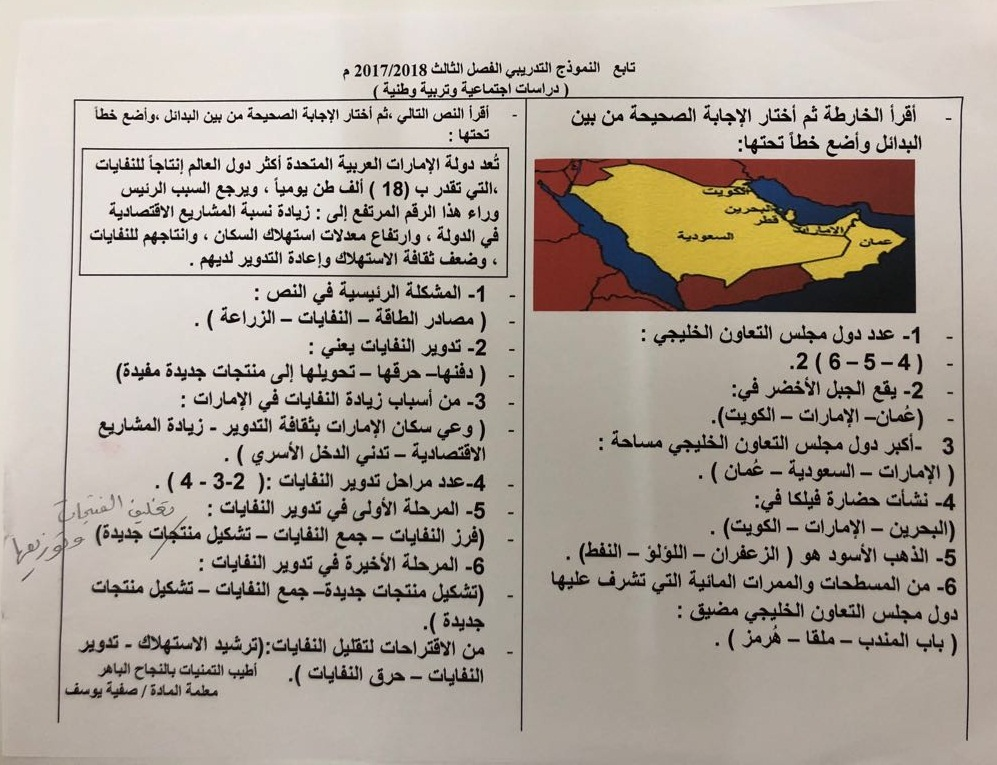 تابع النموذج التدريبي الفصل الثالث 2017/2018 م
( دراسات اجتماعية وتربية وطنية )
- أقرأ الخارطة ثم أختار الإجابة الصحيحة من بين
البدائل وأضع خطاً تحتها:
الكويت
البحرين
قطر
الإمارات
عمان
السعودية
- 1- عدد دول مجلس التعاون الخليجي :
- ( 4 – 5 – 6 ) 2.
- 2- يقع الجبل الأخضر في:
- (عُمان– الإمارات – الكويت).
3 -أكبر دول مجلس التعاون الخليجي مساحة :
( الإمارات – السعودية – عُمان ) .
4- نشأت حضارة فيلكا في:
(البحرين – الإمارات – الكويت).
5- الذهب الأسود هو ( الزعفران – اللؤلؤ – النفط).
6- من المسطحات والممرات المائية التي تشرف عليها
دول مجلس التعاون الخليجي مضيق :
( باب المندب – ملقا – هُرمز ) .
- أقرأ النص التالي ،ثم أختار الإجابة الصحيحة من بين البدائل ،وأضع خطاً
تحتها :
تُعد دولة الإمارات العربية المتحدة أكثر دول العالم إنتاجاً للنفايات
،التي تقدر ب ( 18 ) ألف طن يومياً ، ويرجع السبب الرئيس
وراء هذا الرقم المرتفع إلى : زيادة نسبة المشاريع الاقتصادية
في الدولة ، وارتفاع معدلات استهلاك السكان ، وانتاجهم للنفايات
، وضعف ثقافة الاستهلاك وإعادة التدوير لديهم .
- 1- المشكلة الرئيسية في النص :
- ( مصادر الطاقة – النفايات – الزراعة ) .
- 2- تدوير النفايات يعني :
- ( دفنها– حرقها – تحويلها إلى منتجات جديدة مفيدة)
- 3- من أسباب زيادة النفايات في الإمارات :
- ( وعي سكان الإمارات بثقافة التدوير - زيادة المشاريع
الاقتصادية – تدني الدخل الأسري ) .
- 4-عدد مراحل تدوير النفايات :( 2-3 - 4 ) .
- 5- المرحلة الأولى في تدوير النفايات :
- (فرز النفايات – جمع النفايات – تشكيل منتجات جديدة)
تغليف المنتجات
وتوزيعها
- 6- المرحلة الأخيرة في تدوير النفايات :
- (تشكيل منتجات جديدة– جمع النفايات – تشكيل منتجات
جديدة ).
- من الاقتراحات لتقليل النفايات:(ترشيد الاستهلاك - تدوير
النفايات – حرق النفايات ).
أطيب التمنيات بالنجاح الباهر
معلمة المادة / صفية يوسف